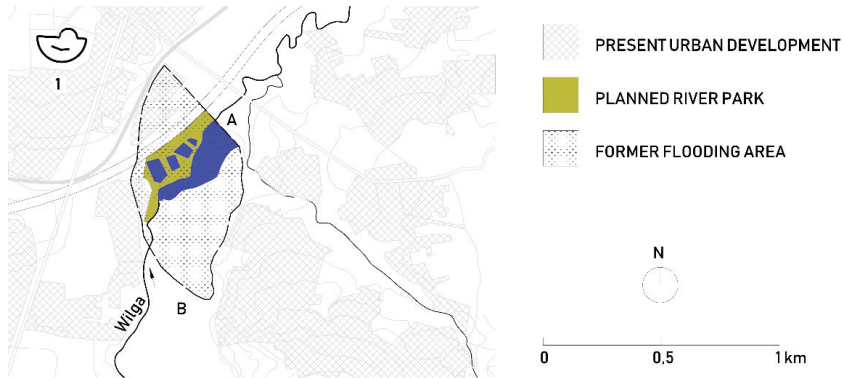 1
A
B
Wilga
PRESENT URBAN DEVELOPMENT
PLANNED RIVER PARK
FORMER FLOODING AREA
N
0 0,5 1 km